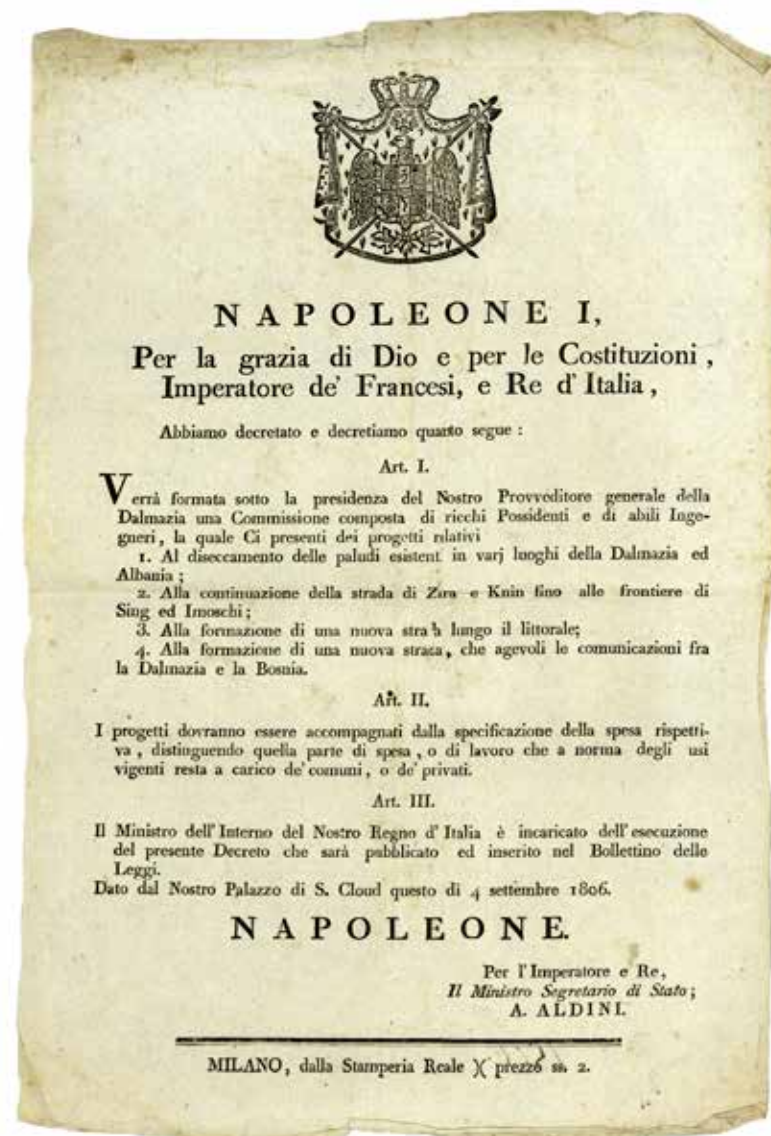 NAPOLEONE I,
Per la grazia di Dio e per le Costituzioni,
Imperatore de' Francesi, e Re d'Italia,
Abbiamo decretato e decretiamo quanto segue:
Art. I.
Verrà formata sotto la presidenza del Nostro Provveditore generale della
Dalmazia una Commissione composta di ricchi Possidenti e di abili Inge-
gneri, la quale Ci presenti dei progetti relativi
1. Al diseccamento delle paludi esistent in varj luoghi della Dalmazia ed
Albania;
2. Alla continuazione della strada di Zara e Knin fino alle frontiere di
Sing ed Imoschi;
3. Alla formazione di una nuova strada lungo il littorale;
4. Alla formazione di una nuova straca, che agevoli le comunicazioni fra
la Dalmazia e la Bosnia.
Art. II.
I progetti dovranno essere accompagnati dalla specificazione della spesa rispetti-
va, distinguendo quella parte di spesa, o di lavoro che a norma degli usi
vigenti resta a carico de' comuni, o de' privati.
Art. III.
Il Ministro dell'Interno del Nostro Regno d'Italia è incaricato dell'esecuzione
del presente Decreto che sarà pubblicato ed inserito nel Bollettino delle
Leggi.
Dato dal Nostro Palazzo di S. Cloud questo dì 4 settembre 1806.
NAPOLEONE.
Per l'Imperatore e Re,
Il Ministro Segretario di Stato;
A. ALDINI.
MILANO, dalla Stamperia Reale )( prezzo ss. 2.